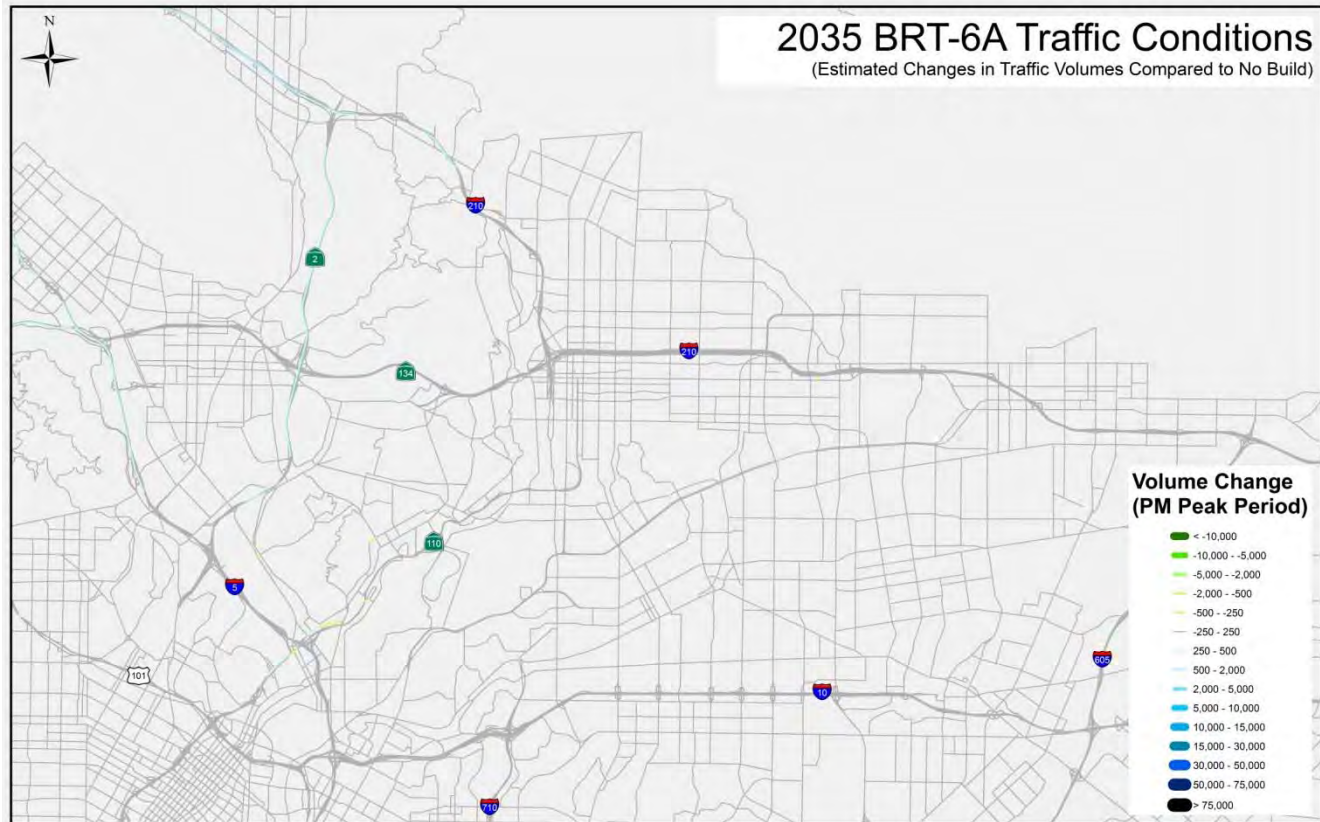 N
2035 BRT-6A Traffic Conditions
(Estimated Changes in Traffic Volumes Compared to No Build)
210
2
210
134
110
5
605
101
10
710
Volume Change
(PM Peak Period)
< -10,000
-10,000 - -5,000
-5,000 - -2,000
-2,000 - -500
-500 - -250
-250 - 250
250 - 500
500 - 2,000
2,000 - 5,000
5,000 - 10,000
10,000 - 15,000
15,000 - 30,000
30,000 - 50,000
50,000 - 75,000
> 75,000